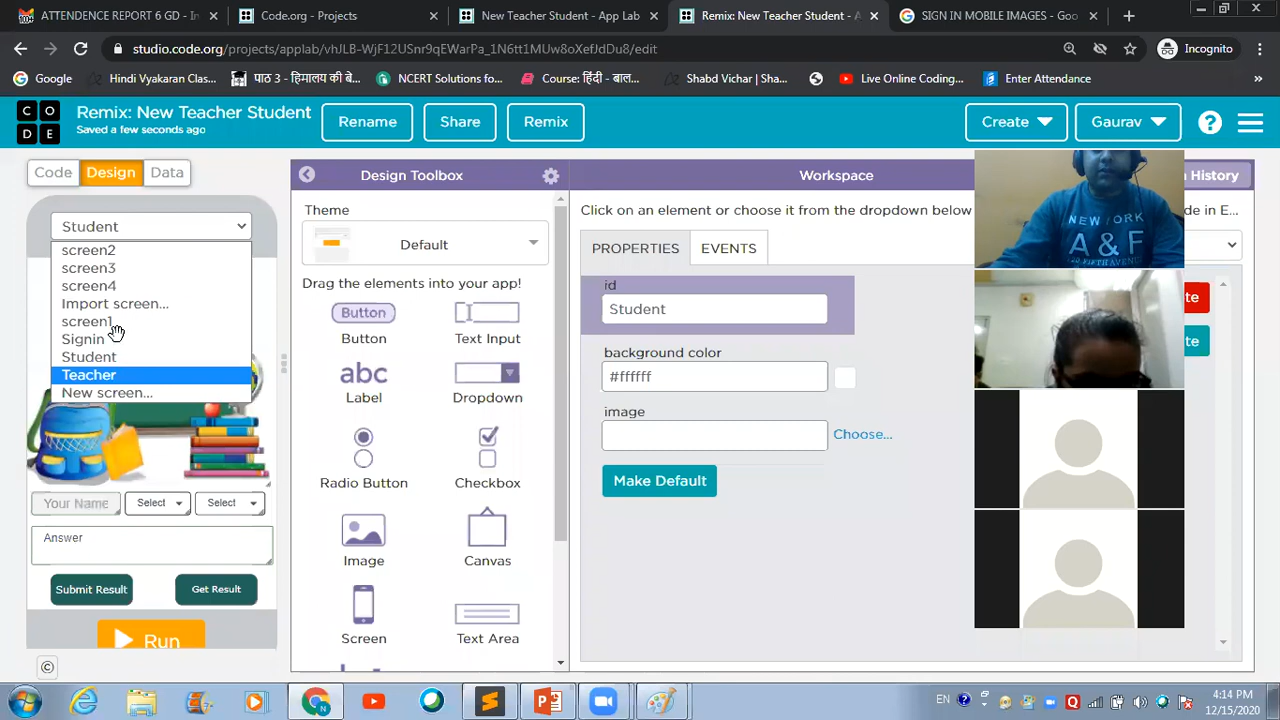 ATTENDENCE REPORT 6 GD - In
Code.org - Projects
New Teacher Student - App Lab
Remix: New Teacher Student - A
SIGN IN MOBILE IMAGES - Goo
studio.code.org/projects/applab/vhJLB-WjF12USnr9qEWarPa_1N6tt1MUw8oXefJdDu8/edit
Incognito
Google
Hindi Vyakaran Clas...
पाठ 3 - हिमालय की बे...
NCERT Solutions fo...
Course: हिंदी - बाल...
Shabd Vichar | Sha...
Live Online Coding...
Enter Attendance
»
CODE
Remix: New Teacher Student
Saved a few seconds ago
Rename
Share
Remix
Create
Gaurav
?
Code
Design
Data
Design Toolbox
Workspace
History
Student
screen2
screen3
screen4
Import screen...
screen1
Signin
Student
Teacher
New screen...
Your Name
Select
Select
Answer
Submit Result
Get Result
Run
©
Theme
Default
Drag the elements into your app!
Button
Text Input
abc
Label
Dropdown
Radio Button
Checkbox
Image
Canvas
Screen
Text Area
Click on an element or choose it from the dropdown below
de in E...
PROPERTIES
EVENTS
id
Student
background color
#ffffff
image
Choose...
Make Default
te
te
NEW YORK
A & F
EN
4:14 PM
12/15/2020